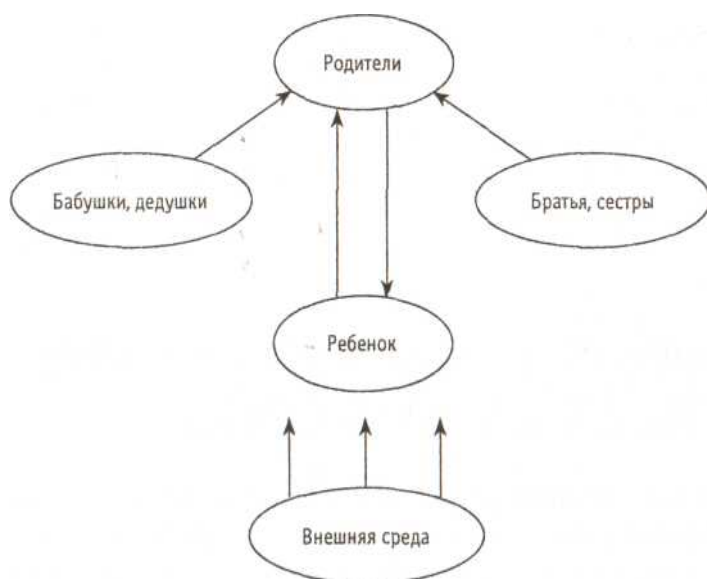 Родители
Бабушки, дедушки
Братья, сестры
Ребенок
Внешняя среда